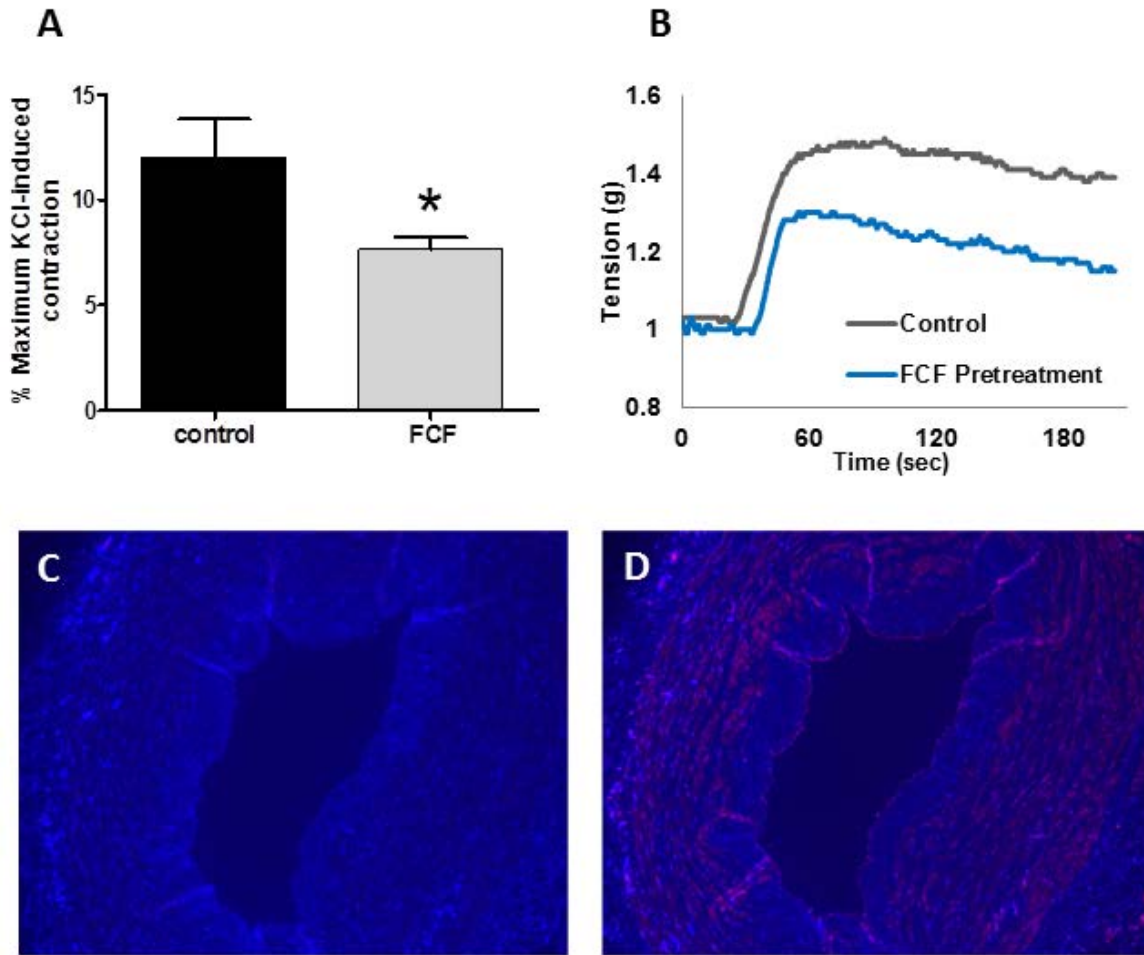 A
% Maximum KCl-induced
contraction
15
10
5
0
*
control
FCF
B
Tension (g)
1.6
1.4
1.2
1
0.8
Control
FCF Pretreatment
0
60
120
180
Time (sec)
C
D